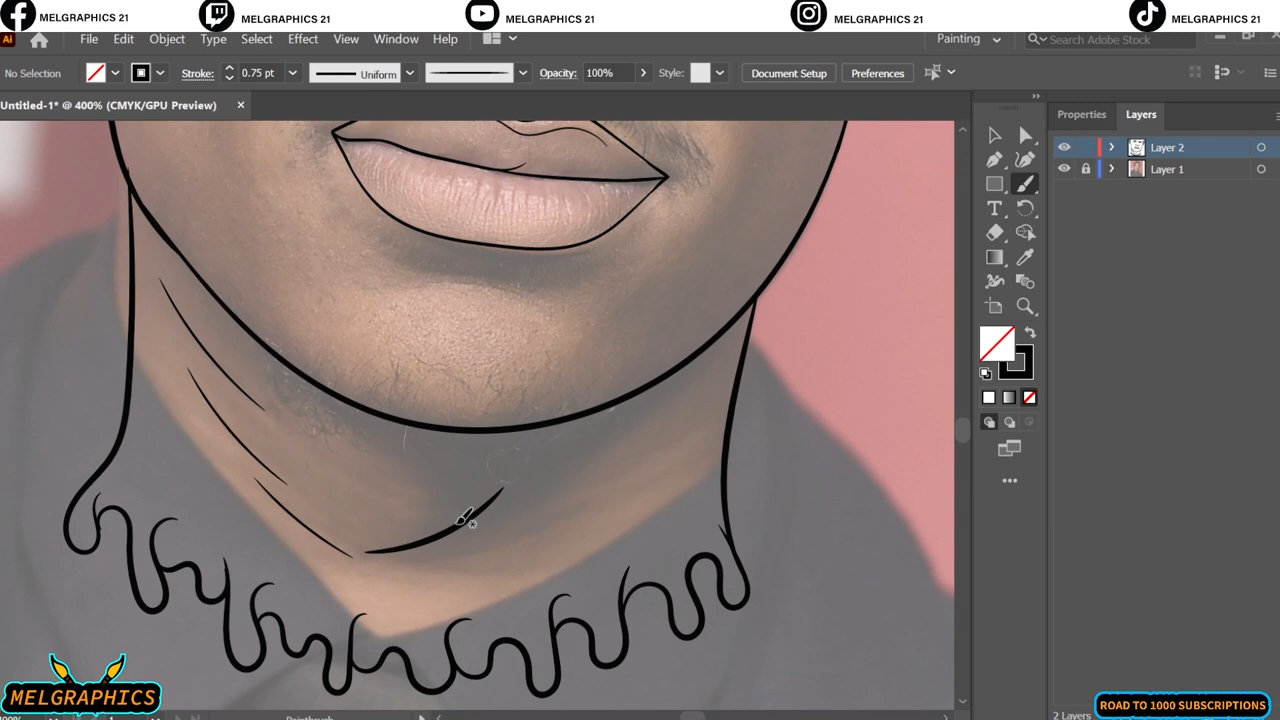 MELGRAPHICS 21
MELGRAPHICS 21
MELGRAPHICS 21
MELGRAPHICS 21
MELGRAPHICS 21
Ai
File
Edit
Object
Type
Select
Effect
View
Window
Help
Painting
Search Adobe Stock
No Selection
Stroke:
0.75 pt
Uniform
Opacity:
100%
Style:
Document Setup
Preferences
Untitled-1* @ 400% (CMYK/GPU Preview)
Properties
Layers
Layer 2
Layer 1
MELGRAPHICS
ROAD TO 1000 SUBSCRIPTIONS
2 Layers